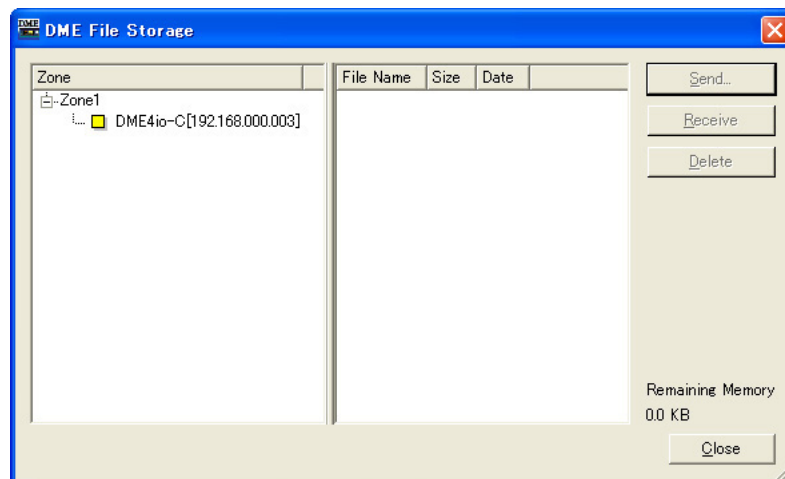 DME File Storage
Zone
Zone1
DME4io-C[192.168.000.003]
File Name Size Date
Send...
Receive
Delete
Remaining Memory
0.0 KB
Close